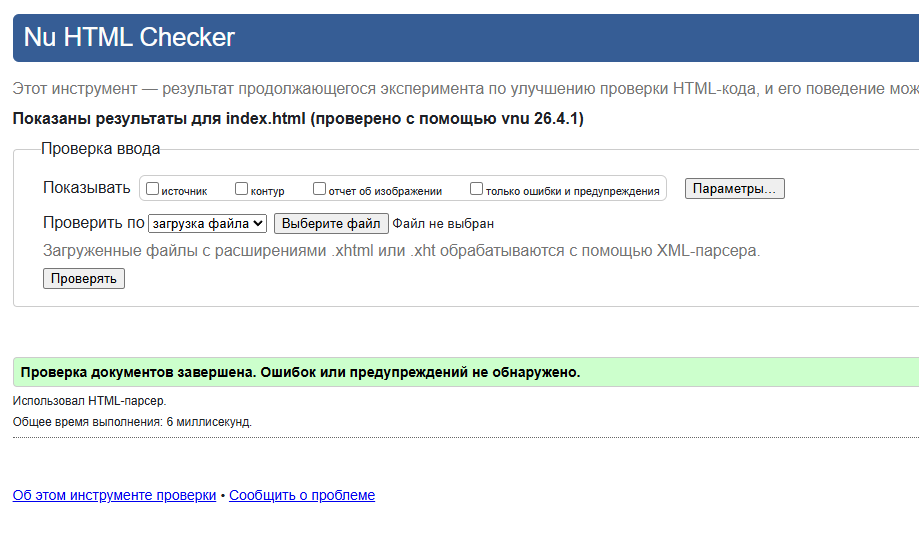 Nu HTML Checker
Этот инструмент — результат продолжающегося эксперимента по улучшению проверки HTML-кода, и его поведение
Показаны результаты для index.html (проверено с помощью vnu 26.4.1)
Проверка ввода
Показывать источник контур отчет об изображении только ошибки и предупреждения Параметры...
Проверить по загрузка файла Выберите файл Файл не выбран
Загруженные файлы с расширениями .xhtml или .xht обрабатываются с помощью XML-парсера.
Проверять
Проверка документов завершена. Ошибок или предупреждений не обнаружено.
Использовал HTML-парсер.
Общее время выполнения: 6 миллисекунд.
Об этом инструменте проверки • Сообщить о проблеме